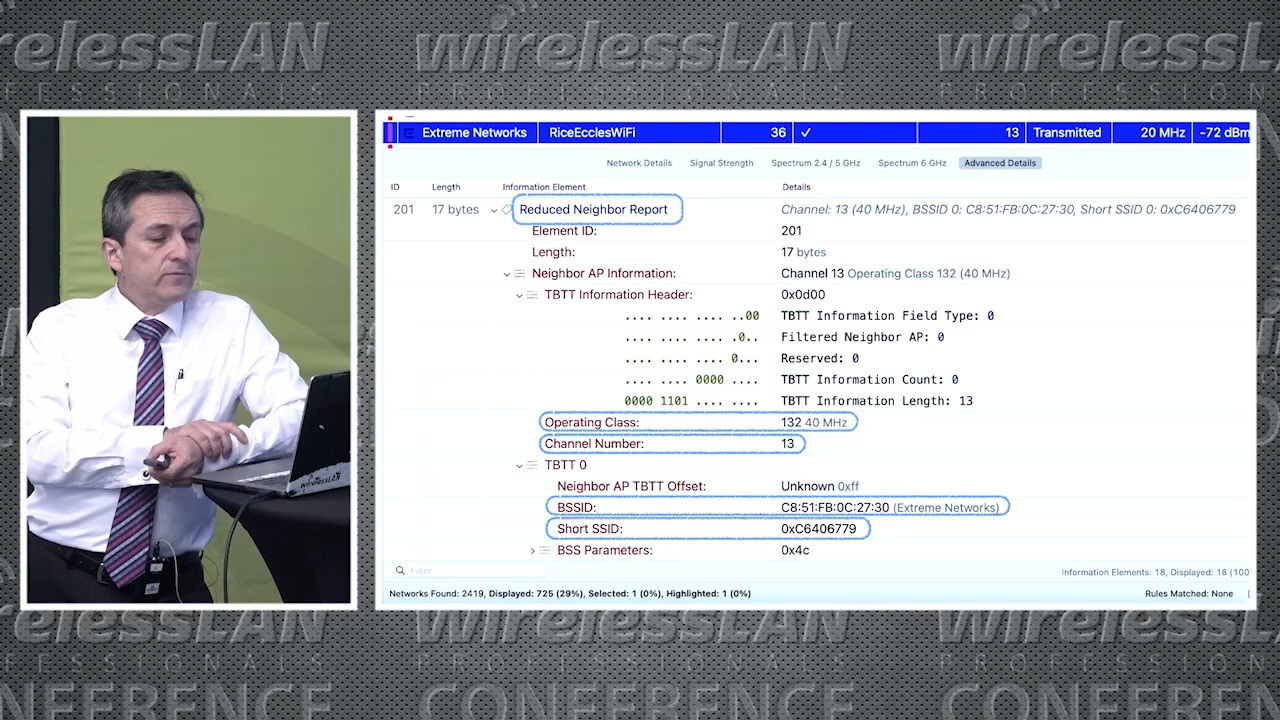 wirelessLAN wirelessLAN wirelessL
PROFESSIONALS
Extreme Networks RiceEcclesWiFi 36 ✓ 13 Transmitted 20 MHz -72 dBm
Network Details Signal Strength Spectrum 2.4 / 5 GHz Spectrum 6 GHz Advanced Details
ID Length Information Element Details
201 17 bytes Reduced Neighbor Report Channel: 13 (40 MHz), BSSID 0: C8:51:FB:0C:27:30, Short SSID 0: 0xC6406779
Element ID: 201
Length: 17 bytes
Neighbor AP Information: Channel 13 Operating Class 132 (40 MHz)
TBTT Information Header: 0x0d00
.... .... .... ..00 TBTT Information Field Type: 0
.... .... .... .0.. Filtered Neighbor AP: 0
.... .... .... 0... Reserved: 0
.... .... 0000 .... TBTT Information Count: 0
0000 1101 .... .... TBTT Information Length: 13
Operating Class: 132 40 MHz
Channel Number: 13
TBTT 0
Neighbor AP TBTT Offset: Unknown 0xff
BSSID: C8:51:FB:0C:27:30 (Extreme Networks)
Short SSID: 0xC6406779
BSS Parameters: 0x4c
Filter
Information Elements: 18, Displayed: 18 (100
Networks Found: 2419, Displayed: 725 (29%), Selected: 1 (0%), Highlighted: 1 (0%) Rules Matched: None
wirelessLAN
wirelessLAN
PROFESSIONALS
CONFERENCE